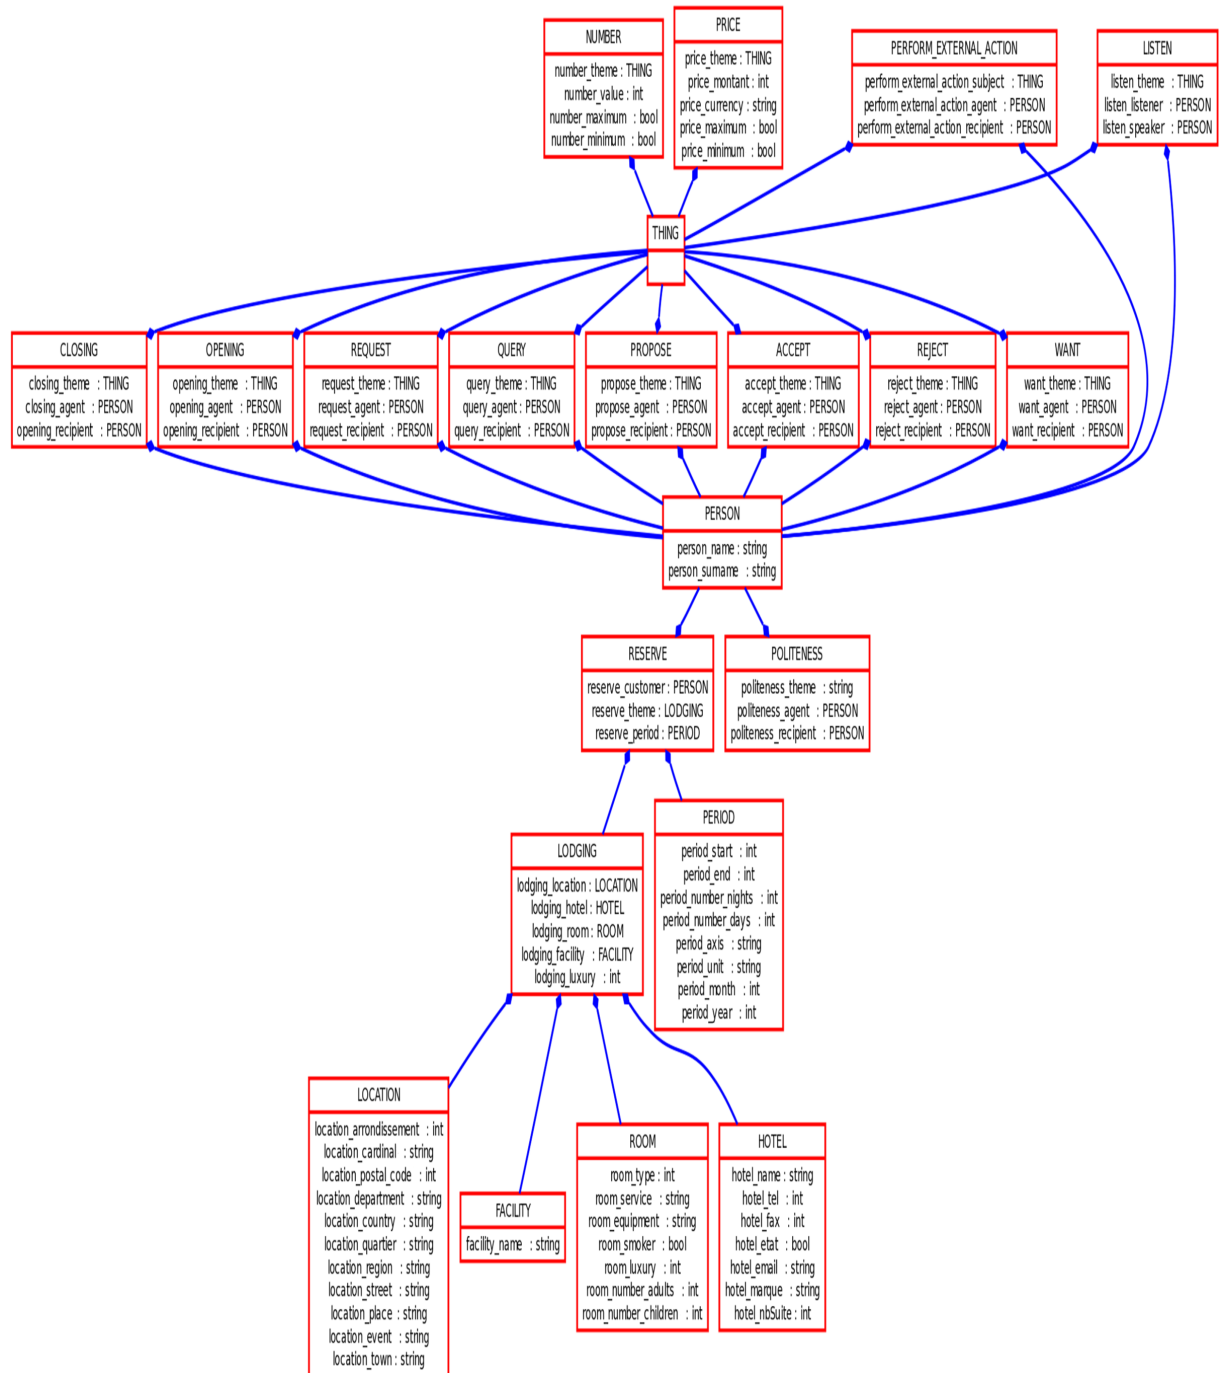 NUMBER
number_theme : THING
number_value : int
number_maximum : bool
number_minimum : bool
PRICE
price_theme : THING
price_montant : int
price_currency : string
price_maximum : bool
price_minimum : bool
PERFORM_EXTERNAL_ACTION
perform_external_action_subject : THING
perform_external_action_agent : PERSON
perform_external_action_recipient : PERSON
LISTEN
listen_theme : THING
listen_listener : PERSON
listen_speaker : PERSON
THING
CLOSING
closing_theme : THING
closing_agent : PERSON
opening_recipient : PERSON
OPENING
opening_theme : THING
opening_agent : PERSON
opening_recipient : PERSON
REQUEST
request_theme : THING
request_agent : PERSON
request_recipient : PERSON
QUERY
query_theme : THING
query_agent : PERSON
query_recipient : PERSON
PROPOSE
propose_theme : THING
propose_agent : PERSON
propose_recipient : PERSON
ACCEPT
accept_theme : THING
accept_agent : PERSON
accept_recipient : PERSON
REJECT
reject_theme : THING
reject_agent : PERSON
reject_recipient : PERSON
WANT
want_theme : THING
want_agent : PERSON
want_recipient : PERSON
PERSON
person_name : string
person_surname : string
RESERVE
reserve_customer : PERSON
reserve_theme : LODGING
reserve_period : PERIOD
POLITENESS
politeness_theme : string
politeness_agent : PERSON
politeness_recipient : PERSON
LODGING
lodging_location : LOCATION
lodging_hotel : HOTEL
lodging_room : ROOM
lodging_facility : FACILITY
lodging_luxury : int
PERIOD
period_start : int
period_end : int
period_number_nights : int
period_number_days : int
period_axis : string
period_unit : string
period_month : int
period_year : int
LOCATION
location_arrondissement : int
location_cardinal : string
location_postal_code : int
location_department : string
location_country : string
location_quartier : string
location_region : string
location_street : string
location_place : string
location_event : string
location_town : string
FACILITY
facility_name : string
ROOM
room_type : int
room_service : string
room_equipment : string
room_smoker : bool
room_luxury : int
room_number_adults : int
room_number_children : int
HOTEL
hotel_name : string
hotel_tel : int
hotel_fax : int
hotel_etat : bool
hotel_email : string
hotel_marque : string
hotel_nbSuite : int